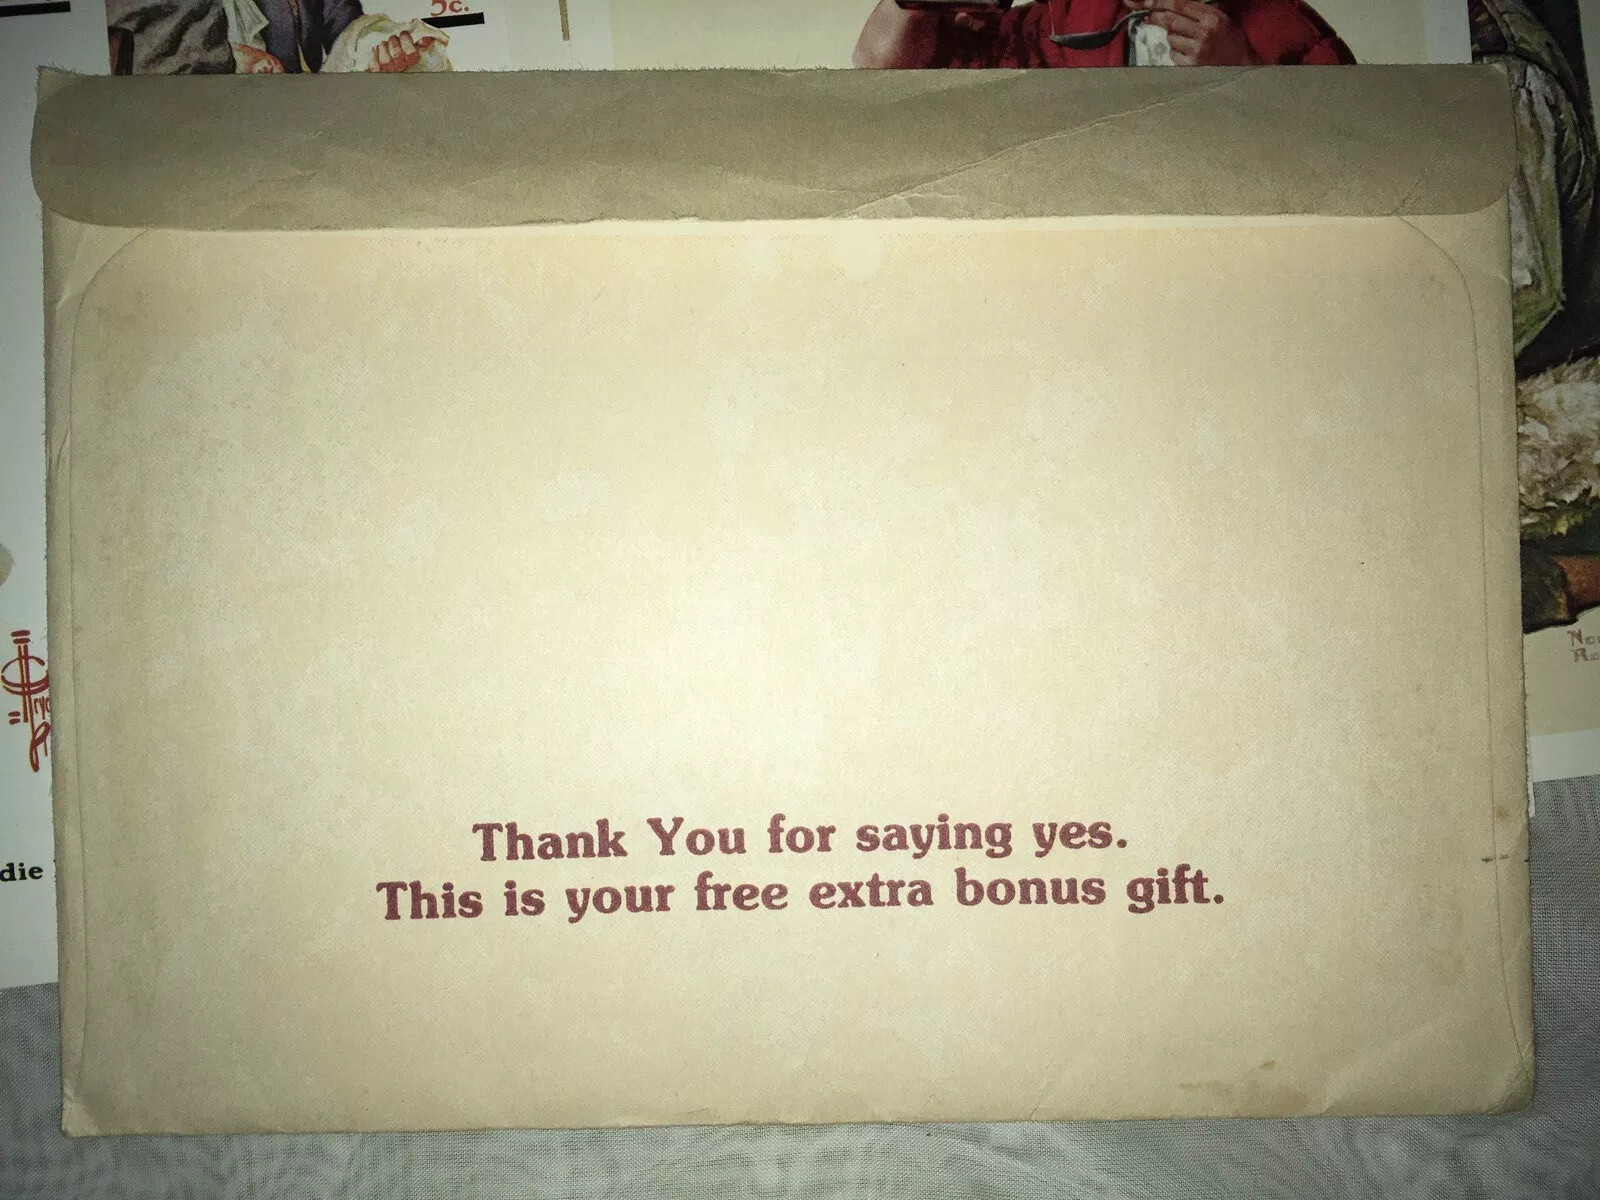 5c.
Thank You for saying yes.
This is your free extra bonus gift.
die